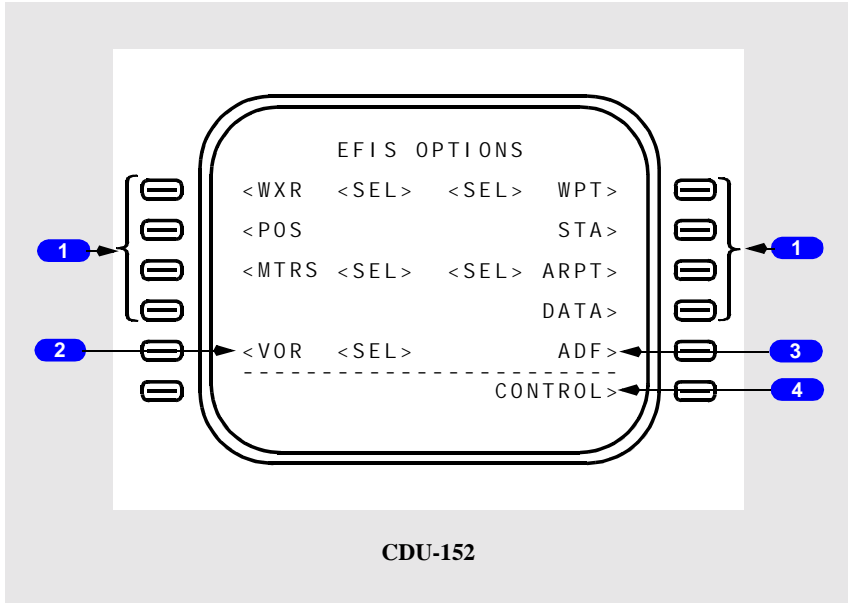 EFIS OPTIONS
<WXR <SEL> <SEL> WPT>
<POS STA>
1 1
<MTRS <SEL> <SEL> ARPT>
DATA>
2 <VOR <SEL> ADF> 3
------------------------
CONTROL> 4
CDU-152